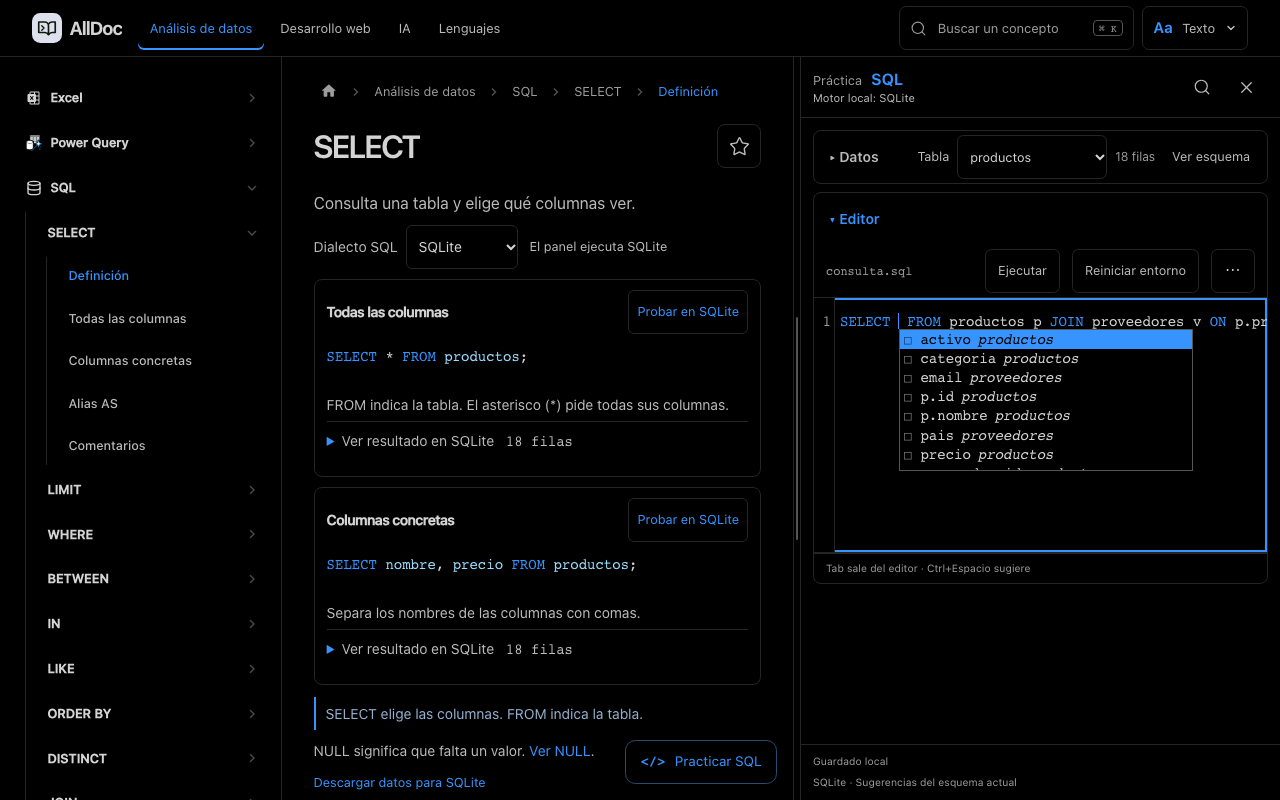 AllDoc
Análisis de datos
Desarrollo web
IA
Lenguajes
Buscar un concepto
⌘ K
Aa Texto
Excel
Power Query
SQL
SELECT
Definición
Todas las columnas
Columnas concretas
Alias AS
Comentarios
LIMIT
WHERE
BETWEEN
IN
LIKE
ORDER BY
DISTINCT
Análisis de datos
SQL
SELECT
Definición
SELECT
Consulta una tabla y elige qué columnas ver.
Dialecto SQL
SQLite
El panel ejecuta SQLite
Todas las columnas
Probar en SQLite
SELECT * FROM productos;
FROM indica la tabla. El asterisco (*) pide todas sus columnas.
Ver resultado en SQLite 18 filas
Columnas concretas
Probar en SQLite
SELECT nombre, precio FROM productos;
Separa los nombres de las columnas con comas.
Ver resultado en SQLite 18 filas
SELECT elige las columnas. FROM indica la tabla.
NULL significa que falta un valor. Ver NULL.
Descargar datos para SQLite
</> Practicar SQL
Práctica SQL
Motor local: SQLite
Datos
Tabla
productos
18 filas
Ver esquema
Editor
consulta.sql
Ejecutar
Reiniciar entorno
...
1 SELECT FROM productos p JOIN proveedores v ON p.pr
activo productos
categoria productos
email proveedores
p.id productos
p.nombre productos
pais proveedores
precio productos
Tab sale del editor · Ctrl+Espacio sugiere
Guardado local
SQLite · Sugerencias del esquema actual